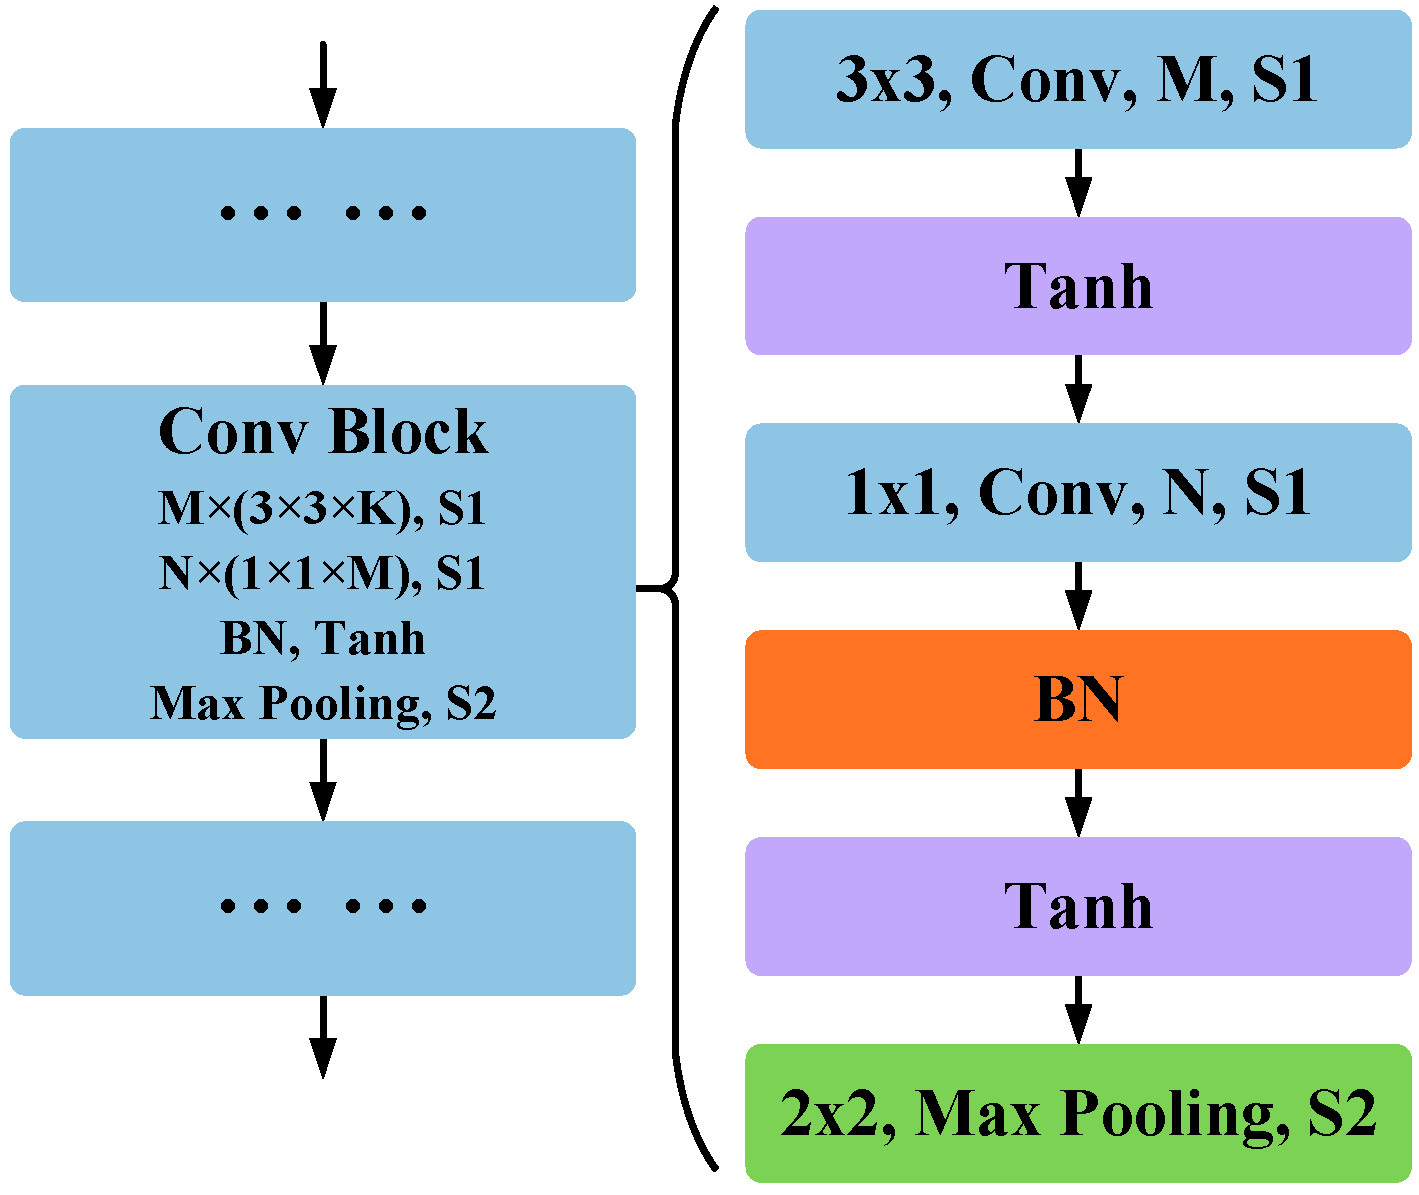 ... ...
Conv Block
M×(3×3×K), S1
N×(1×1×M), S1
BN, Tanh
Max Pooling, S2
... ...
3x3, Conv, M, S1
Tanh
1x1, Conv, N, S1
BN
Tanh
2x2, Max Pooling, S2